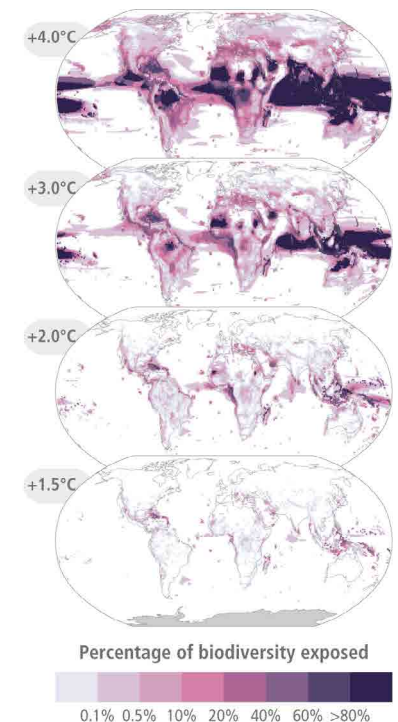 +4.0°C
+3.0°C
+2.0°C
+1.5°C
Percentage of biodiversity exposed
0.1% 0.5% 10% 20% 40% 60% >80%